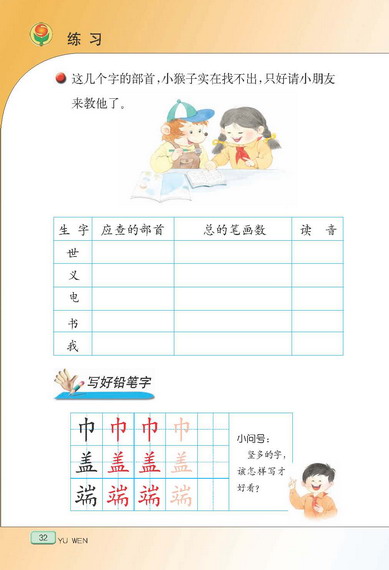 练 习
这几个字的部首，小猴子实在找不出，只好请小朋友
来教他了。
生 字 应查的部首 总的笔画数 读 音
世
义
电
书
我
写好铅笔字
巾 巾 巾 巾
盖 盖 盖 盖
端 端 端 端
小问号：
竖多的字，
该怎样写才
好看？
32 YU WEN